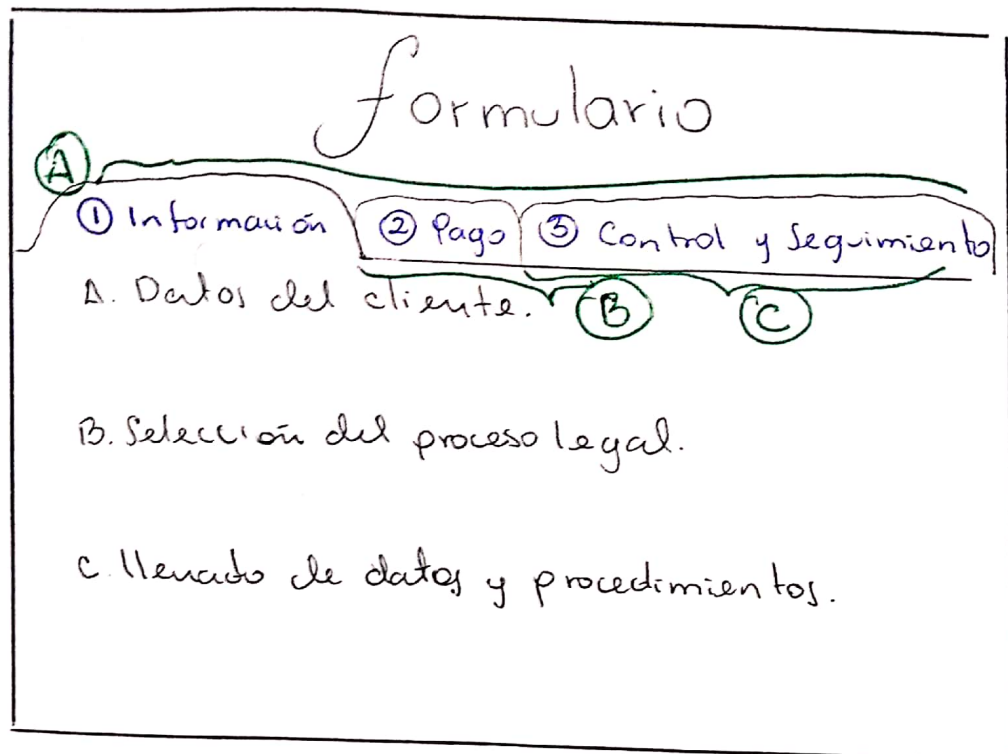 formulario
A
① Información ② Pago ③ Control y Seguimiento
A. Datos del cliente. B C
B. Selección del proceso legal.
C. llenado de datos y procedimientos.